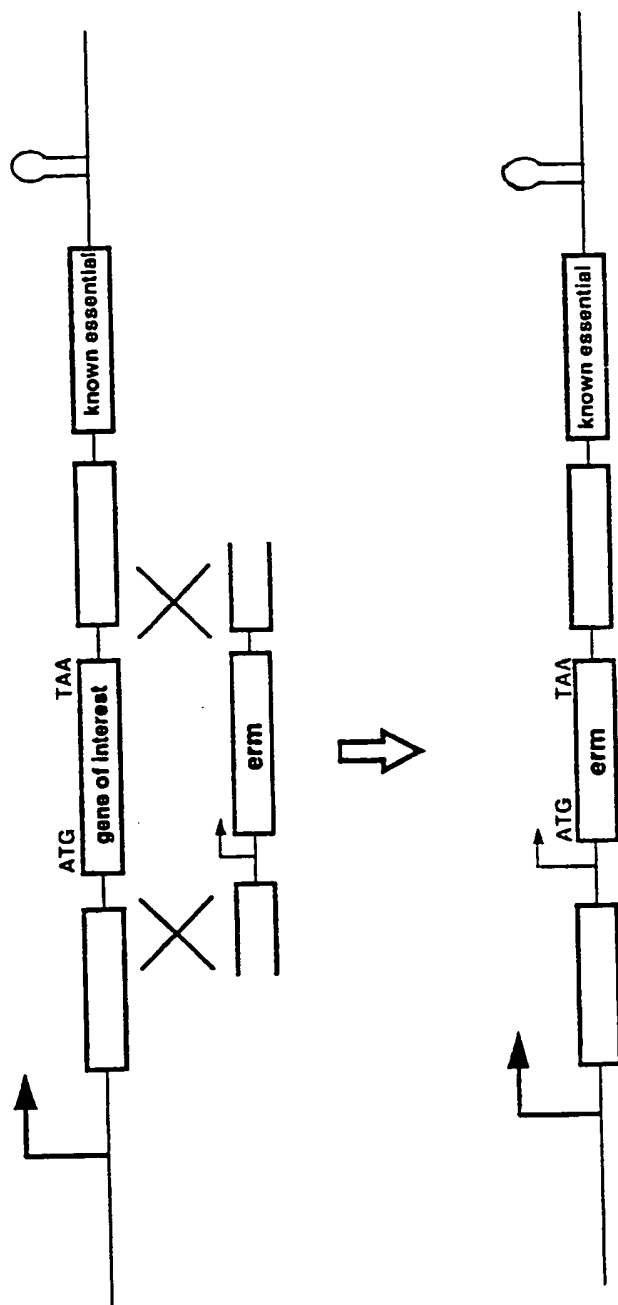 ATG
TAA
gene of interest
known essential
erm
ATG
TAA
erm
known essential